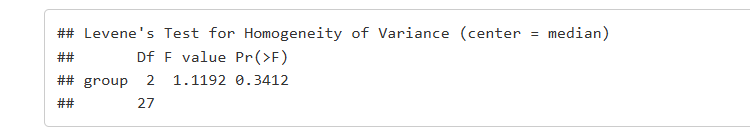 ## Levene's Test for Homogeneity of Variance (center = median)
##       Df F value Pr(>F)
## group  2  1.1192 0.3412
##       27